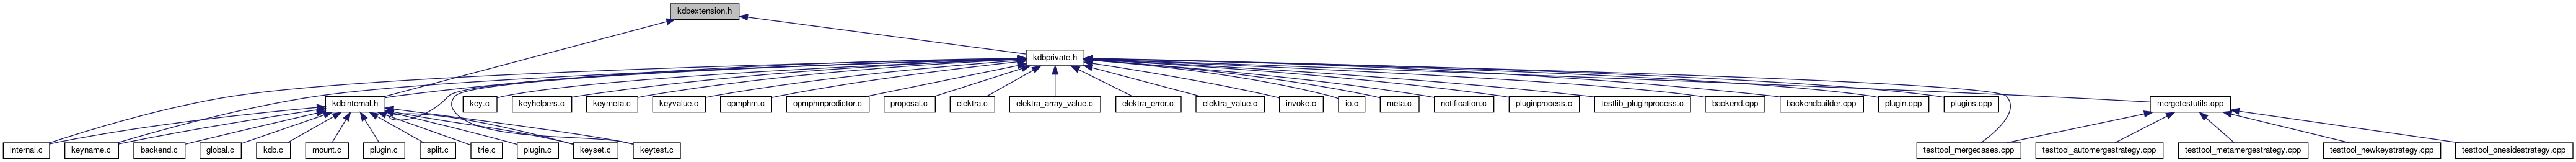 kdbextension.h
kdbprivate.h
kdbinternal.h
key.c
keyhelpers.c
keymeta.c
keyvalue.c
opmphm.c
opmphmpredictor.c
proposal.c
elektra.c
elektra_array_value.c
elektra_error.c
elektra_value.c
invoke.c
io.c
meta.c
notification.c
pluginprocess.c
testlib_pluginprocess.c
backend.cpp
backendbuilder.cpp
plugin.cpp
plugins.cpp
mergetestutils.cpp
internal.c
keyname.c
backend.c
global.c
kdb.c
mount.c
plugin.c
split.c
trie.c
plugin.c
keyset.c
keytest.c
testtool_mergecases.cpp
testtool_automergestrategy.cpp
testtool_metamergestrategy.cpp
testtool_newkeystrategy.cpp
testtool_onesidestrategy.cpp